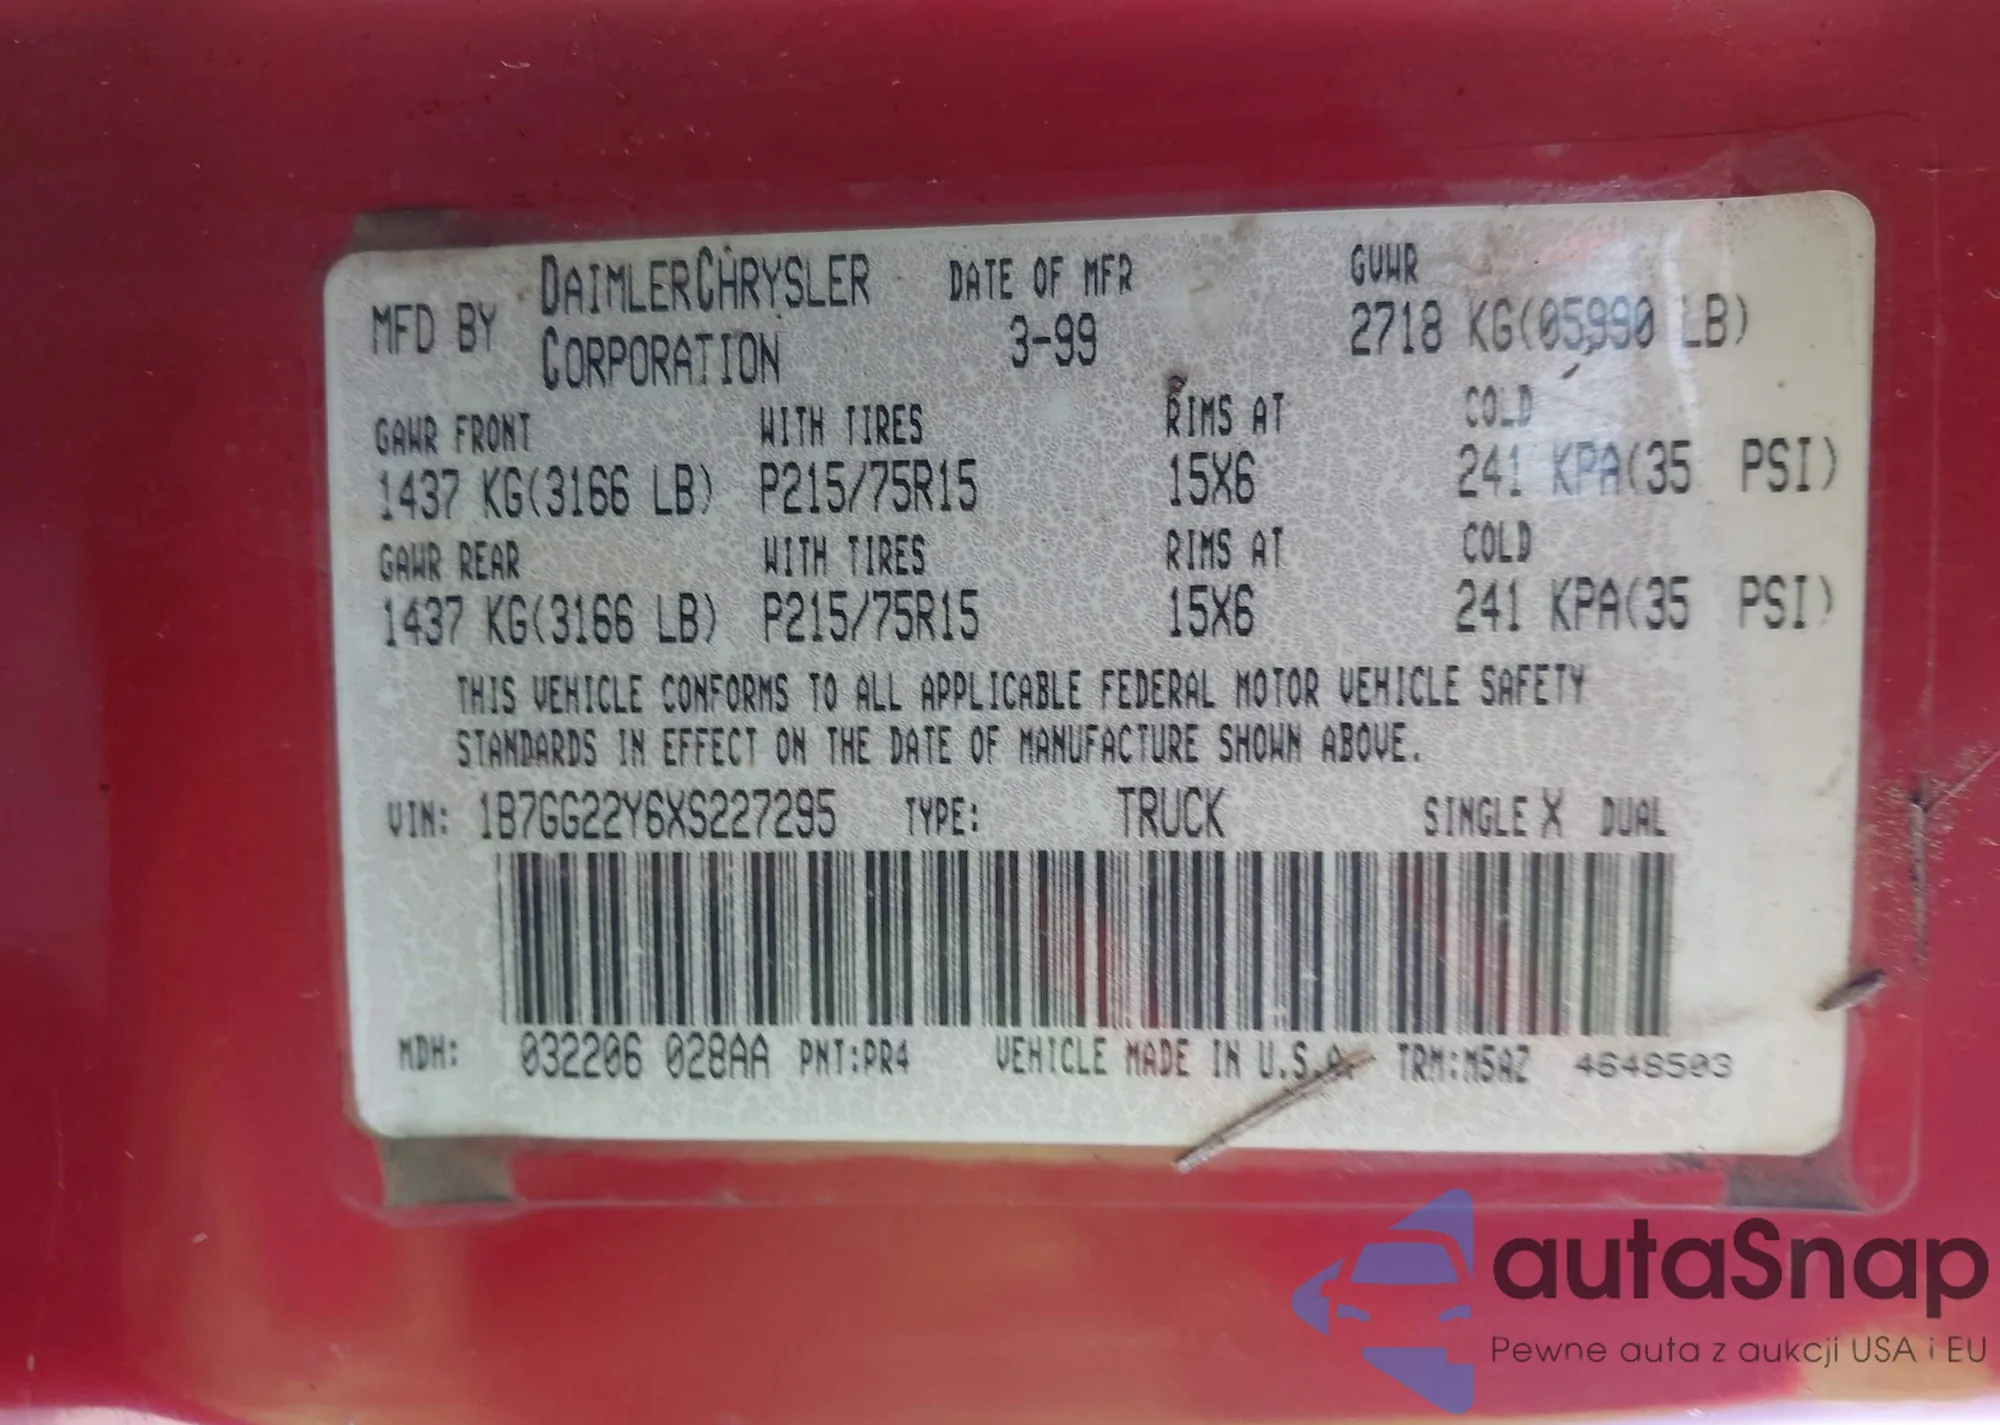 MFD BY DAIMLERCHRYSLER CORPORATION DATE OF MFR 3-99 GVWR 2718 KG(05990 LB)
GAWR FRONT WITH TIRES RIMS AT COLD
1437 KG(3166 LB) P215/75R15 15X6 241 KPA(35 PSI)
GAWR REAR WITH TIRES RIMS AT COLD
1437 KG(3166 LB) P215/75R15 15X6 241 KPA(35 PSI)
THIS VEHICLE CONFORMS TO ALL APPLICABLE FEDERAL MOTOR VEHICLE SAFETY
STANDARDS IN EFFECT ON THE DATE OF MANUFACTURE SHOWN ABOVE.
VIN: 1B7GG22Y6XS227295 TYPE: TRUCK SINGLE X DUAL
MDH: 032206 028AA PNT:PR4 VEHICLE MADE IN U.S.A. TRM:M5AZ 4648503
autaSnap
Pewne auta z aukcji USA i EU